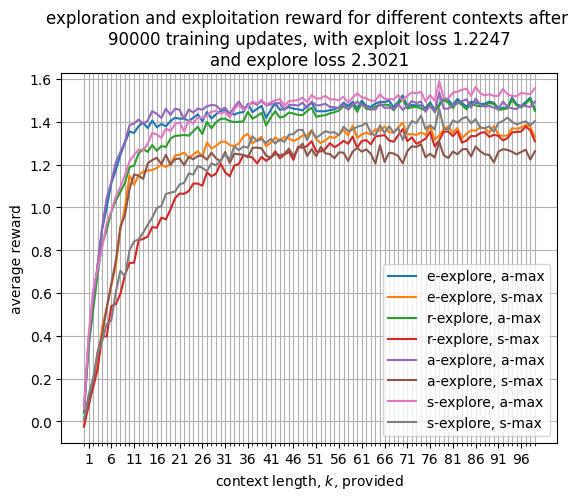 exploration and exploitation reward for different contexts after
90000 training updates, with exploit loss 1.2247
and explore loss 2.3021
1.6
1.4
1.2
1.0
0.8
0.6
0.4
0.2
0.0
average reward
e-explore, a-max
e-explore, s-max
r-explore, a-max
r-explore, s-max
a-explore, a-max
a-explore, s-max
s-explore, a-max
s-explore, s-max
1 6 11 16 21 26 31 36 41 46 51 56 61 66 71 76 81 86 91 96
context length, k, provided